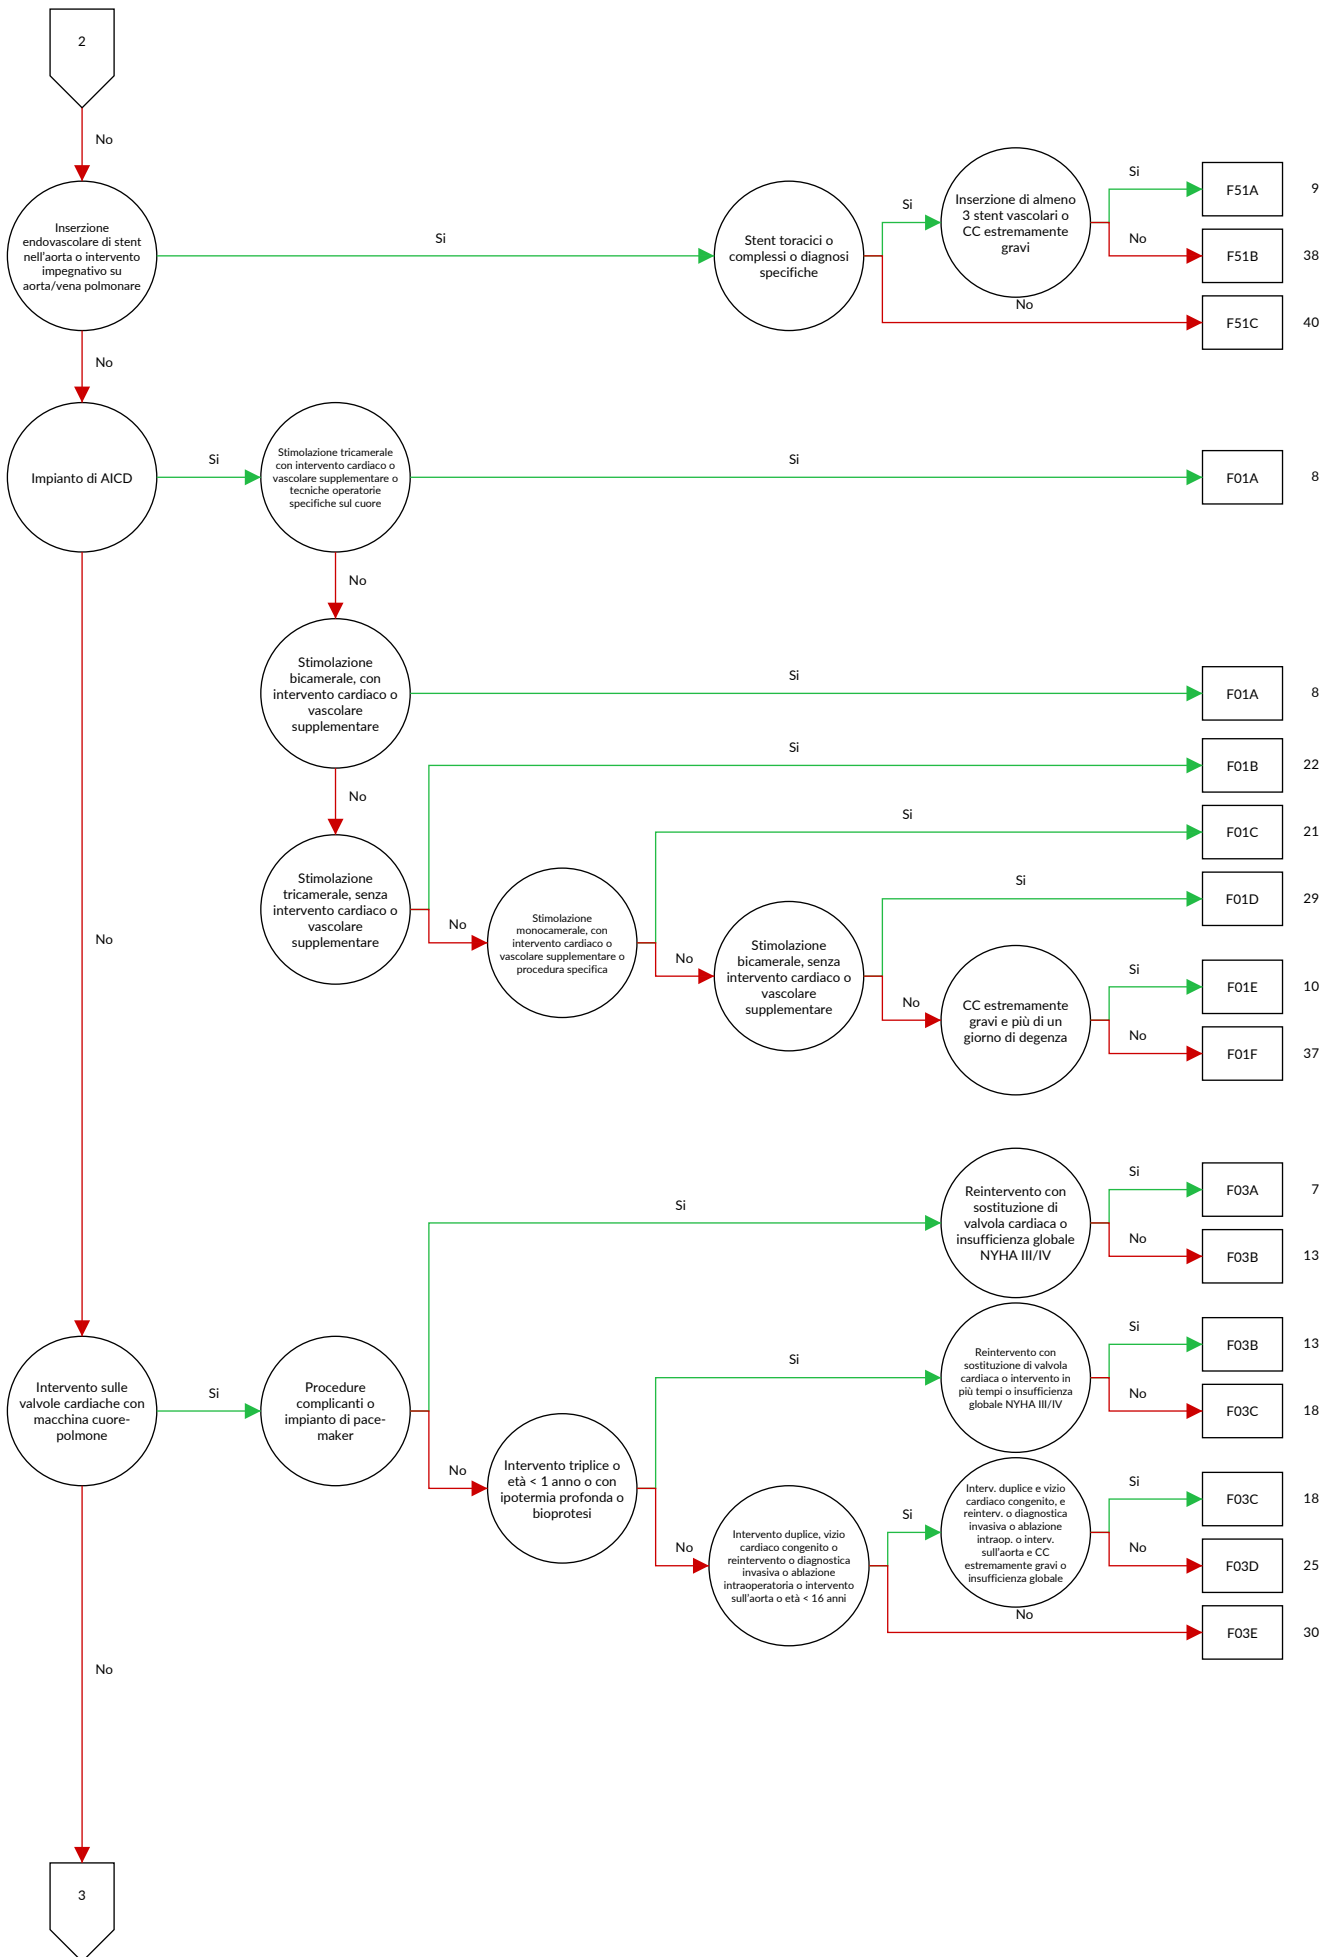 2
No
Inserzione
endovascolare di stent
nell'aorta o intervento
impegnativo su
aorta/vena polmonare
Si
Stent toracici o
complessi o diagnosi
specifiche
Si
Inserzione di almeno
3 stent vascolari o
CC estremamente
gravi
Si
F51A
9
No
F51B
38
No
F51C
40
No
Impianto di AICD
Si
Stimolazione tricamerale
con intervento cardiaco o
vascolare supplementare o
tecniche operatorie
specifiche sul cuore
Si
F01A
8
No
Stimolazione
bicamerale, con
intervento cardiaco o
vascolare
supplementare
Si
F01A
8
No
Stimolazione
tricamerale, senza
intervento cardiaco o
vascolare
supplementare
Si
F01B
22
No
Stimolazione
monocamerale, con
intervento cardiaco o
vascolare supplementare o
procedura specifica
Si
F01C
21
No
Stimolazione
bicamerale, senza
intervento cardiaco o
vascolare
supplementare
Si
F01D
29
No
CC estremamente
gravi e più di un
giorno di degenza
Si
F01E
10
No
F01F
37
No
Intervento sulle
valvole cardiache con
macchina cuore-
polmone
Si
Procedure
complicanti o
impianto di pace-
maker
Si
Reintervento con
sostituzione di
valvola cardiaca o
insufficienza globale
NYHA III/IV
Si
F03A
7
No
F03B
13
No
Intervento triplice o
età < 1 anno o con
ipotermia profonda o
bioprotesi
Si
Reintervento con
sostituzione di valvola
cardiaca o intervento in
più tempi o insufficienza
globale NYHA III/IV
Si
F03B
13
No
F03C
18
No
Intervento duplice, vizio
cardiaco congenito o
reintervento o diagnostica
invasiva o ablazione
intraoperatoria o intervento
sull'aorta o età < 16 anni
Si
Interv. duplice e vizio
cardiaco congenito, e
reinterv. o diagnostica
invasiva o ablazione
intraop. o interv.
sull'aorta e CC
estremamente gravi o
insufficienza globale
Si
F03C
18
No
F03D
25
No
F03E
30
No
3